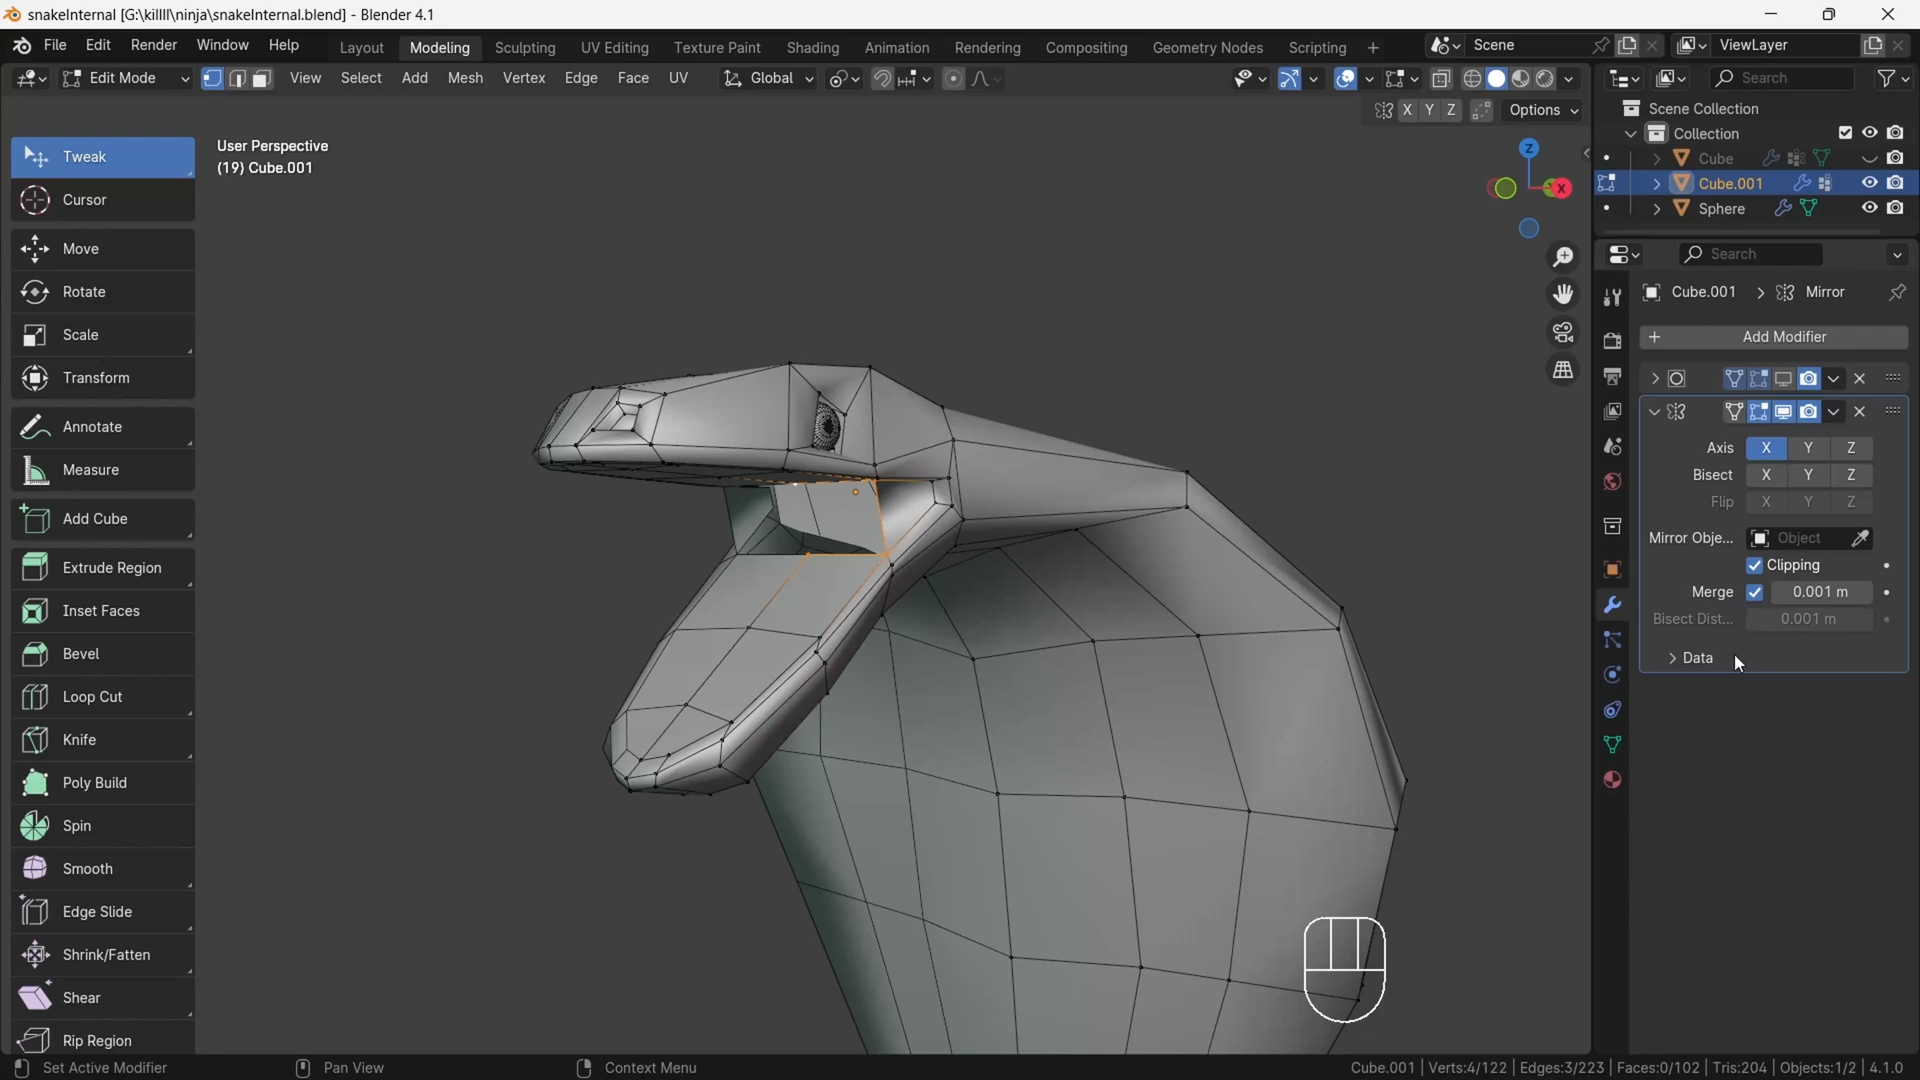 snakeInternal [G:\killll\ninja\snakeInternal.blend] - Blender 4.1
File Edit Render Window Help Layout Modeling Sculpting UV Editing Texture Paint Shading Animation Rendering Compositing Geometry Nodes Scripting + Scene ViewLayer
Edit Mode View Select Add Mesh Vertex Edge Face UV Global Search
X Y Z Options
Scene Collection
Collection
Cube
Cube.001
Sphere
Tweak
Cursor
Move
Rotate
Scale
Transform
Annotate
Measure
Add Cube
Extrude Region
Inset Faces
Bevel
Loop Cut
Knife
Poly Build
Spin
Smooth
Edge Slide
Shrink/Fatten
Shear
Rip Region
User Perspective
(19) Cube.001
Z
X
Search
Cube.001 > Mirror
+ Add Modifier
Axis X Y Z
Bisect X Y Z
Flip X Y Z
Mirror Obje... Object
Clipping
Merge 0.001 m
Bisect Dist... 0.001 m
Data
Set Active Modifier Pan View Context Menu Cube.001 | Verts:4/122 | Edges:3/223 | Faces:0/102 | Tris:204 | Objects:1/2 | 4.1.0